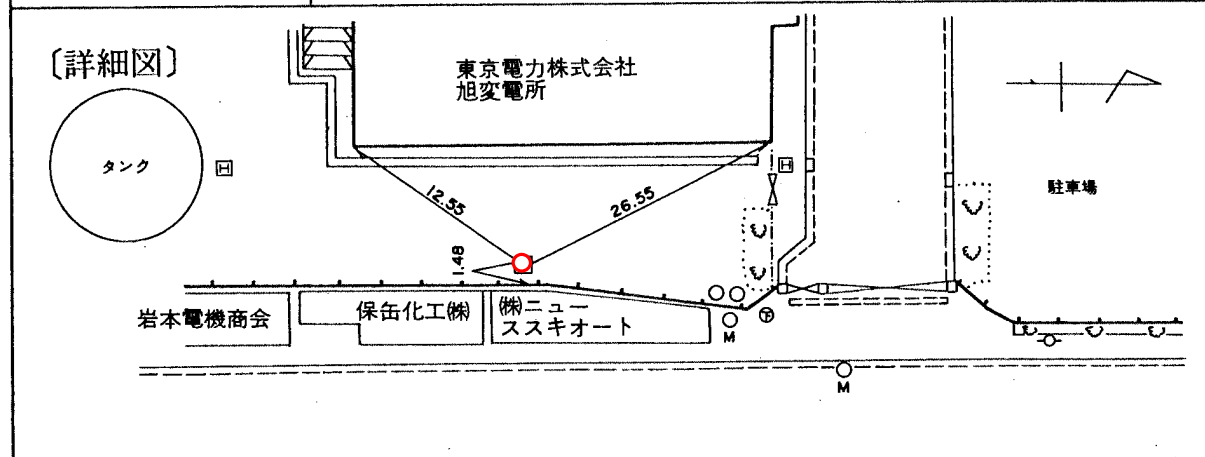 〔詳細図〕
東京電力株式会社
旭変電所
タンク
H
H
駐車場
12.55
26.55
1.48
岩本電機商会
保缶化工㈱
㈱ニュー
ススキオート
M
下
M